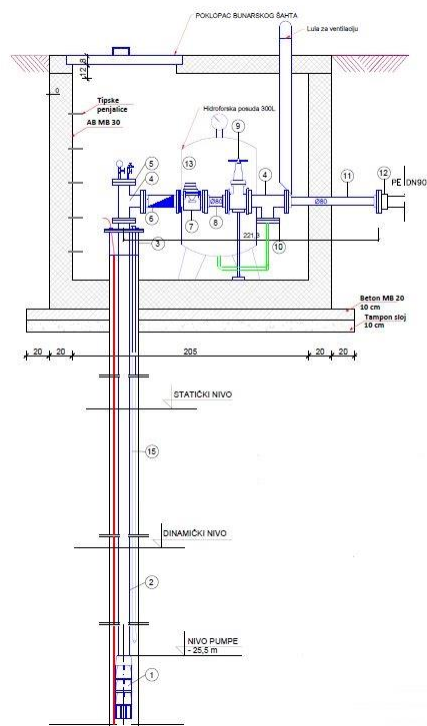 POKLOPAC BUNARSKOG ŠAHTA
Lula za ventilaciju
12,8
0
Tipske
penjalice
AB MB 30
Hidroforska posuda 300L
9
5
13
4
4
11
12
PE DN90
Ø80
Ø80
6
7
8
10
3
221,3
Beton MB 20
10 cm
Tampon sloj
10 cm
20
20
205
20
20
STATIČKI NIVO
15
DINAMIČKI NIVO
2
NIVO PUMPE
- 25,5 m
1